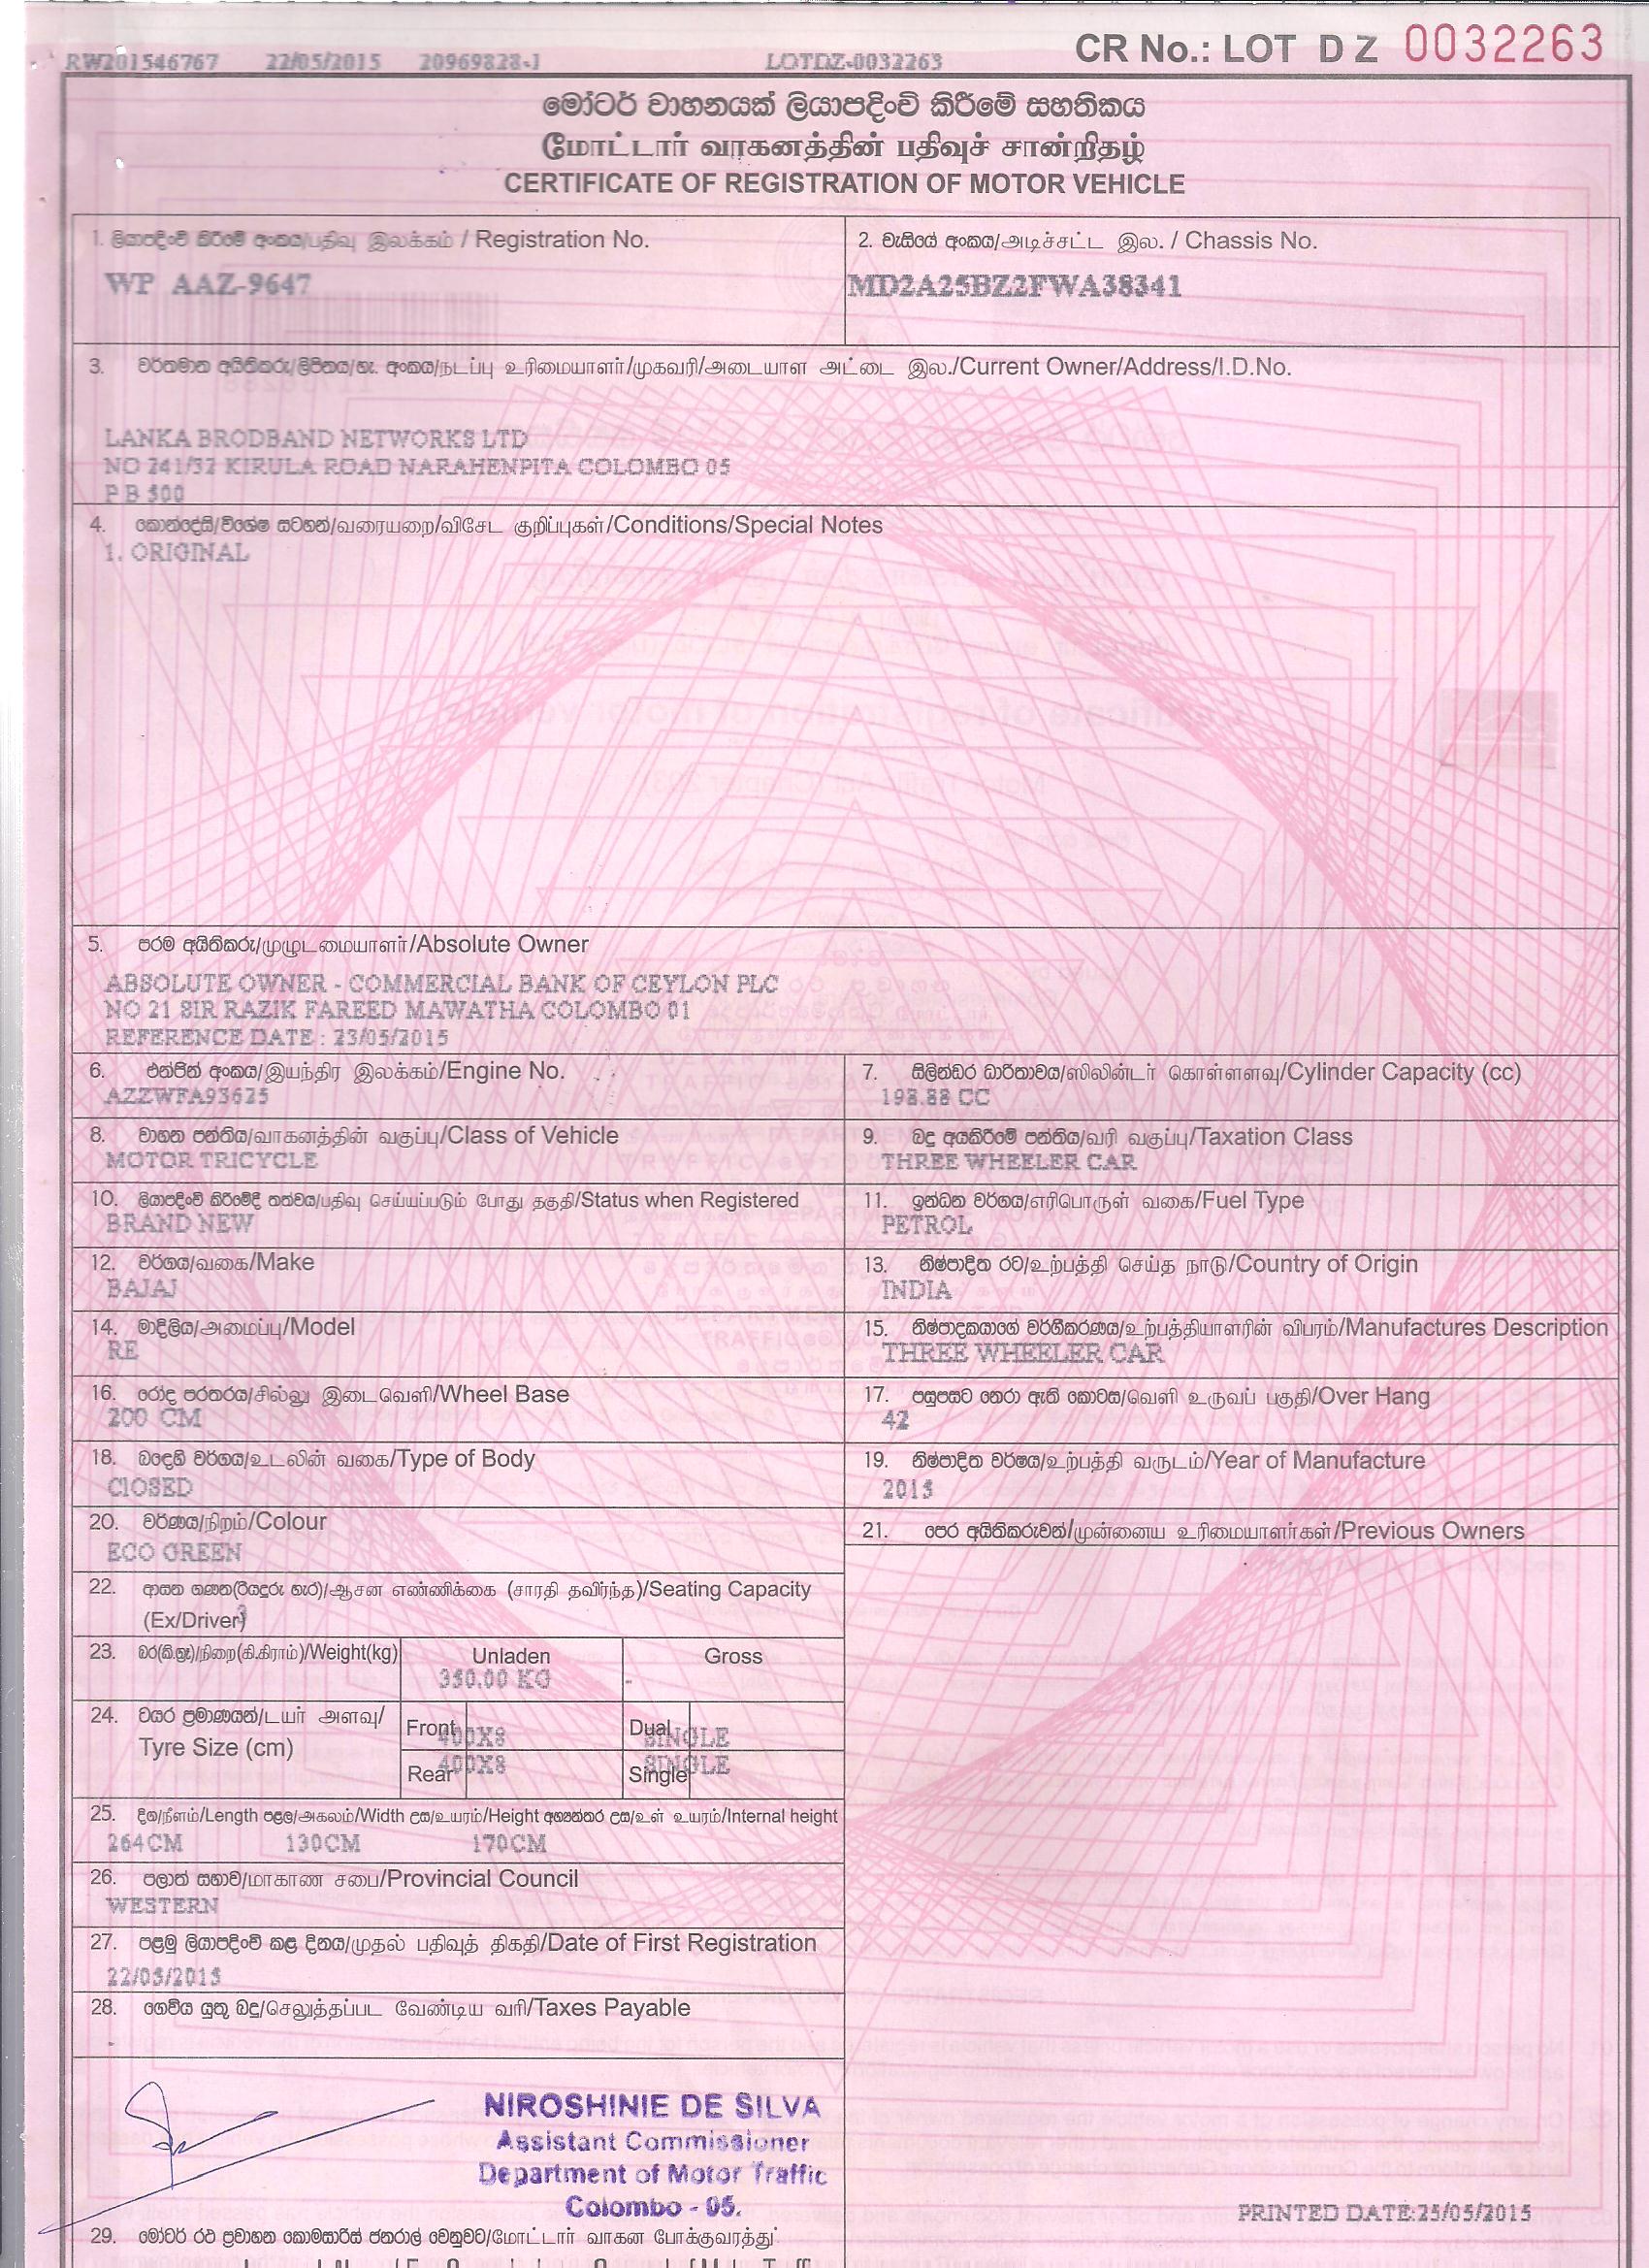 CR No.: LOT D Z 0032263
RW201546767 22/05/2015 20969828-1 LOTDZ-0032263
මෝටර් වාහනයක් ලියාපදිංචි කිරීමේ සහතිකය
மோட்டார் வாகனத்தின் பதிவுச் சான்றிதழ்
CERTIFICATE OF REGISTRATION OF MOTOR VEHICLE
1. ලියාපදිංචි කිරීමේ අංකය/பதிவு இலக்கம் / Registration No.
WP AAZ-9647
2. චැසියේ අංකය/அடிச்சட்ட இல. / Chassis No.
MD2A25BZ2FWA38341
3. වර්තමාන අයිතිකරු/ලිපිනය/හැ. අංකය/நடப்பு உரிமையாளர்/முகவரி/அடையாள அட்டை இல./Current Owner/Address/I.D.No.
LANKA BRODBAND NETWORKS LTD
NO 241/32 KIRULA ROAD NARAHENPITA COLOMBO 05
P B 500
4. කොන්දේසි/විශේෂ සටහන්/வரையறை/விசேட குறிப்புகள்/Conditions/Special Notes
1. ORIGINAL
5. පරම අයිතිකරු/முழுடமையாளர்/Absolute Owner
ABSOLUTE OWNER - COMMERCIAL BANK OF CEYLON PLC
NO 21 SIR RAZIK FAREED MAWATHA COLOMBO 01
REFERENCE DATE : 23/05/2015
6. එන්ජින් අංකය/இயந்திர இலக்கம்/Engine No.
AZZWFA93625
7. සිලින්ඩර ධාරිතාවය/ஸிலின்டர் கொள்ளளவு/Cylinder Capacity (cc)
198.88 CC
8. වාහන පන්තිය/வாகனத்தின் வகுப்பு/Class of Vehicle
MOTOR TRICYCLE
9. බදු අයකිරීමේ පන්තිය/வரி வகுப்பு/Taxation Class
THREE WHEELER CAR
10. ලියාපදිංචි කිරීමේදී තත්වය/பதிவு செய்யப்படும் போது தகுதி/Status when Registered
BRAND NEW
11. ඉන්ධන වර්ගය/எரிபொருள் வகை/Fuel Type
PETROL
12. වර්ගය/வகை/Make
BAJAJ
13. නිෂ්පාදිත රට/உற்பத்தி செய்த நாடு/Country of Origin
INDIA
14. මාදිලිය/அமைப்பு/Model
RE
15. නිෂ්පාදකයාගේ වර්ගීකරණය/உற்பத்தியாளரின் விபரம்/Manufactures Description
THREE WHEELER CAR
16. රෝද පරතරය/சில்லு இடைவெளி/Wheel Base
200 CM
17. පසුපසට නෙරා ඇති කොටස/வெளி உருவப் பகுதி/Over Hang
42
18. බඳෙහි වර්ගය/உடலின் வகை/Type of Body
ClOSED
19. නිෂ්පාදිත වර්ෂය/உற்பத்தி வருடம்/Year of Manufacture
2015
20. වර්ණය/நிறம்/Colour
ECO GREEN
21. පෙර අයිතිකරුවන්/முன்னைய உரிமையாளர்கள்/Previous Owners
22. ආසන ගණන(රියදුරු හැර)/ஆசன எண்ணிக்கை (சாரதி தவிர்ந்த)/Seating Capacity
(Ex/Driver)
23. බර(කි.ග්‍රෑ)/நிறை(கி.கிராம்)/Weight(kg) Unladen Gross
350.00 KG -
24. ටයර ප්‍රමාණයන්/டயர் அளவு/
Tyre Size (cm)
Front 400X8 Dual SINGLE
Rear 400X8 Single SINGLE
25. දිග/நீளம்/Length පළල/அகலம்/Width උස/உயரம்/Height අභ්‍යන්තර උස/உள் உயரம்/Internal height
264CM 130CM 170CM
26. පලාත් සභාව/மாகாண சபை/Provincial Council
WESTERN
27. පළමු ලියාපදිංචි කළ දිනය/முதல் பதிவுத் திகதி/Date of First Registration
22/05/2015
28. ගෙවිය යුතු බදු/செலுத்தப்பட வேண்டிய வரி/Taxes Payable
-
NIROSHINIE DE SILVA
Assistant Commissioner
Department of Motor Traffic
Colombo - 05.
PRINTED DATE:25/05/2015
29. මෝටර් රථ ප්‍රවාහන කොමසාරිස් ජනරාල් වෙනුවට/மோட்டார் வாகன போக்குவரத்து